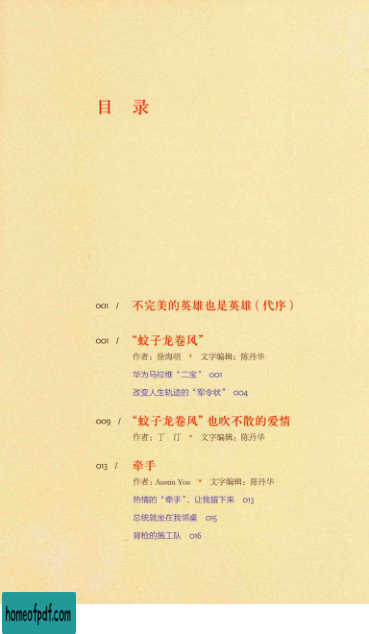 目 录
001 / 不完美的英雄也是英雄（代序）
001 / “蚊子龙卷风”
作者：徐海明 * 文字编辑：陈丹华
华为马拉维“二宝” 001
改变人生轨迹的“军令状” 004
009 / “蚊子龙卷风”也吹不散的爱情
作者：丁 汀 * 文字编辑：陈丹华
013 / 牵手
作者：Austin You * 文字编辑：陈丹华
热情的“牵手”，让我留下来 013
总统就坐在我邻桌 015
背枪的施工队 016
homeofpdf.com